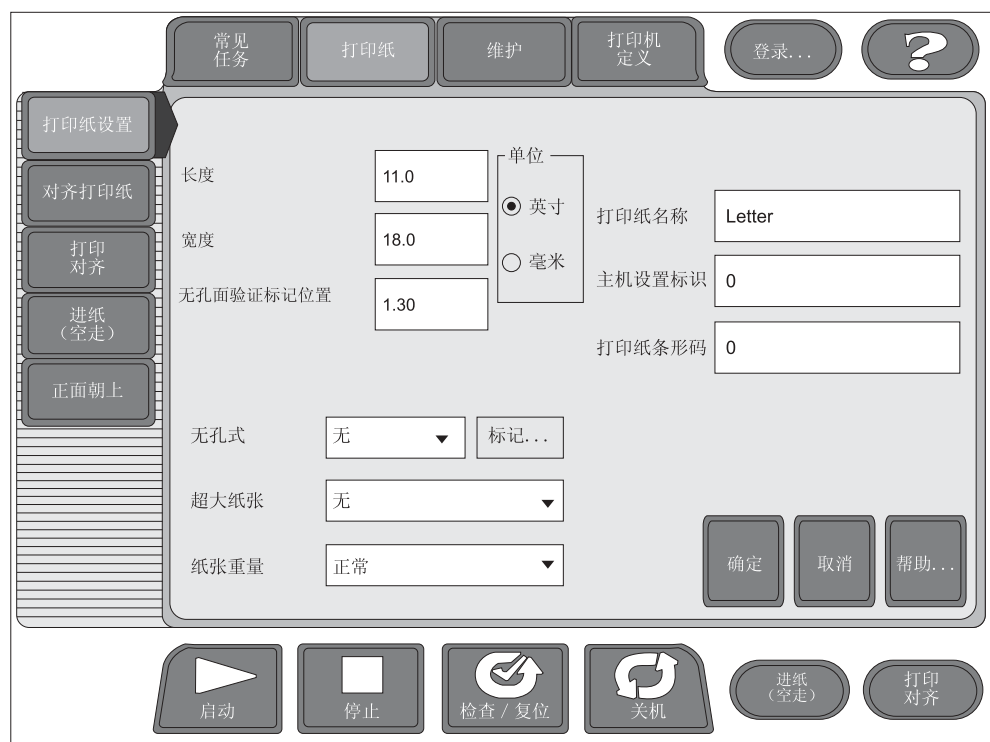 常见
任务
打印纸
维护
打印机
定义
登录...
?
打印纸设置
对齐打印纸
打印
对齐
进纸
（空走）
正面朝上
长度
11.0
宽度
18.0
无孔面验证标记位置
1.30
单位
英寸
毫米
打印纸名称
Letter
主机设置标识
0
打印纸条形码
0
无孔式
无
标记...
超大纸张
无
纸张重量
正常
确定
取消
帮助...
启动
停止
检查 / 复位
关机
进纸
（空走）
打印
对齐